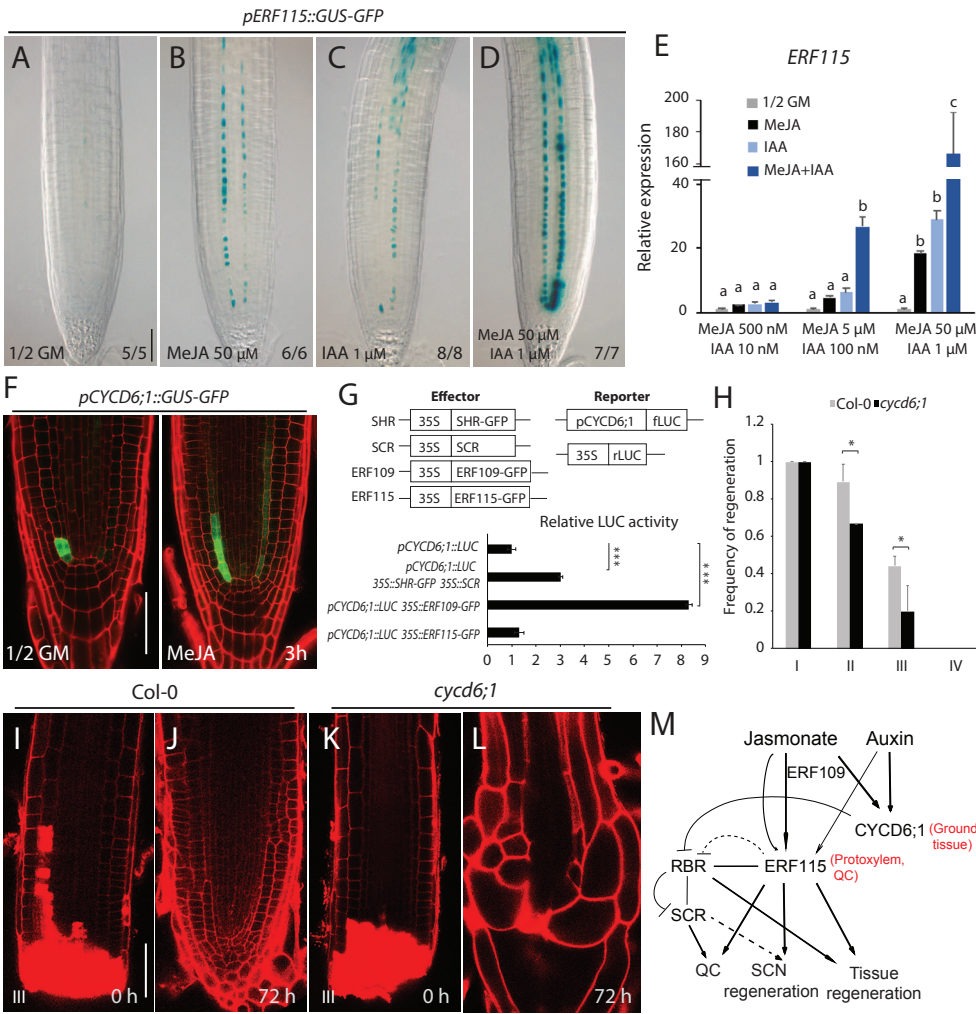 pERF115::GUS-GFP
A
1/2 GM
5/5
B
MeJA 50 µM
6/6
C
IAA 1 µM
8/8
D
MeJA 50 µM
IAA 1 µM
7/7
E
ERF115
Relative expression
200
180
160
40
20
0
1/2 GM
MeJA
IAA
MeJA+IAA
a a a a
a a a b
a b b c
MeJA 500 nM
IAA 10 nM
MeJA 5 µM
IAA 100 nM
MeJA 50 µM
IAA 1 µM
F
pCYCD6;1::GUS-GFP
1/2 GM
MeJA
3h
G
Effector
SHR 35S SHR-GFP
SCR 35S SCR
ERF109 35S ERF109-GFP
ERF115 35S ERF115-GFP
Reporter
pCYCD6;1 fLUC
35S rLUC
Relative LUC activity
pCYCD6;1::LUC
pCYCD6;1::LUC
35S::SHR-GFP 35S::SCR
pCYCD6;1::LUC 35S::ERF109-GFP
pCYCD6;1::LUC 35S::ERF115-GFP
***
***
0 1 2 3 4 5 6 7 8 9
H
Col-0 cycd6;1
Frequency of regeneration
1.2
1
0.8
0.6
0.4
0.2
0
*
*
I II III IV
Col-0
I
III
0 h
J
72 h
cycd6;1
K
III
0 h
L
72 h
M
Jasmonate
Auxin
ERF109
CYCD6;1 (Ground
tissue)
RBR
ERF115 (Protoxylem,
QC)
SCR
QC
SCN
regeneration
Tissue
regeneration